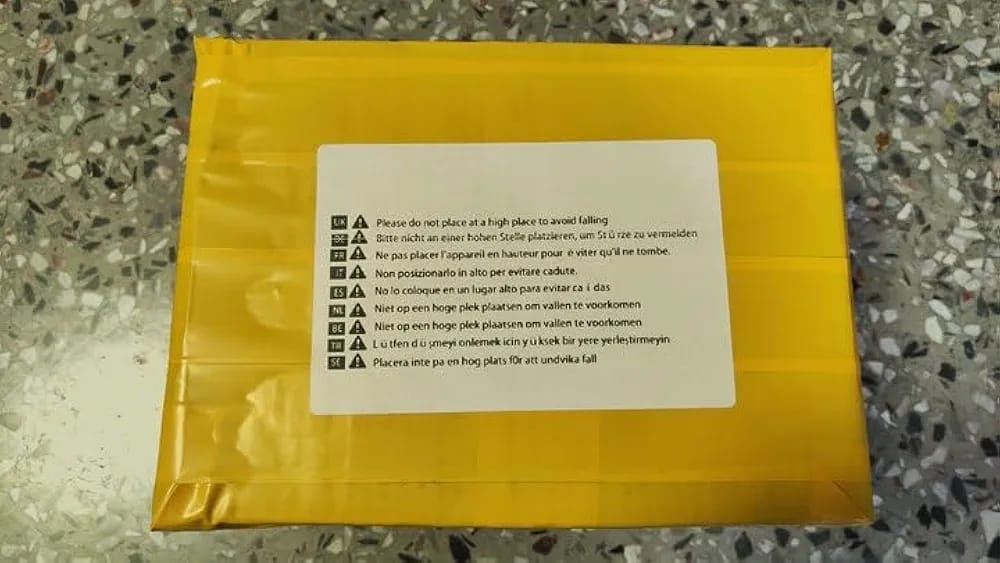 UK Please do not place at a high place to avoid falling
DE Bitte nicht an einer hohen Stelle platzieren, um St ü rze zu vermeiden
FR Ne pas placer l'appareil en hauteur pour é viter qu'il ne tombe.
IT Non posizionarlo in alto per evitare cadute.
ES No lo coloque en un lugar alto para evitar ca í das
NL Niet op een hoge plek plaatsen om vallen te voorkomen
BE Niet op een hoge plek plaatsen om vallen te voorkomen
TR L ü tfen d ü şmeyi onlemek icin y ü ksek bir yere yerleştirmeyin
SE Placera inte pa en hog plats för att undvika fall